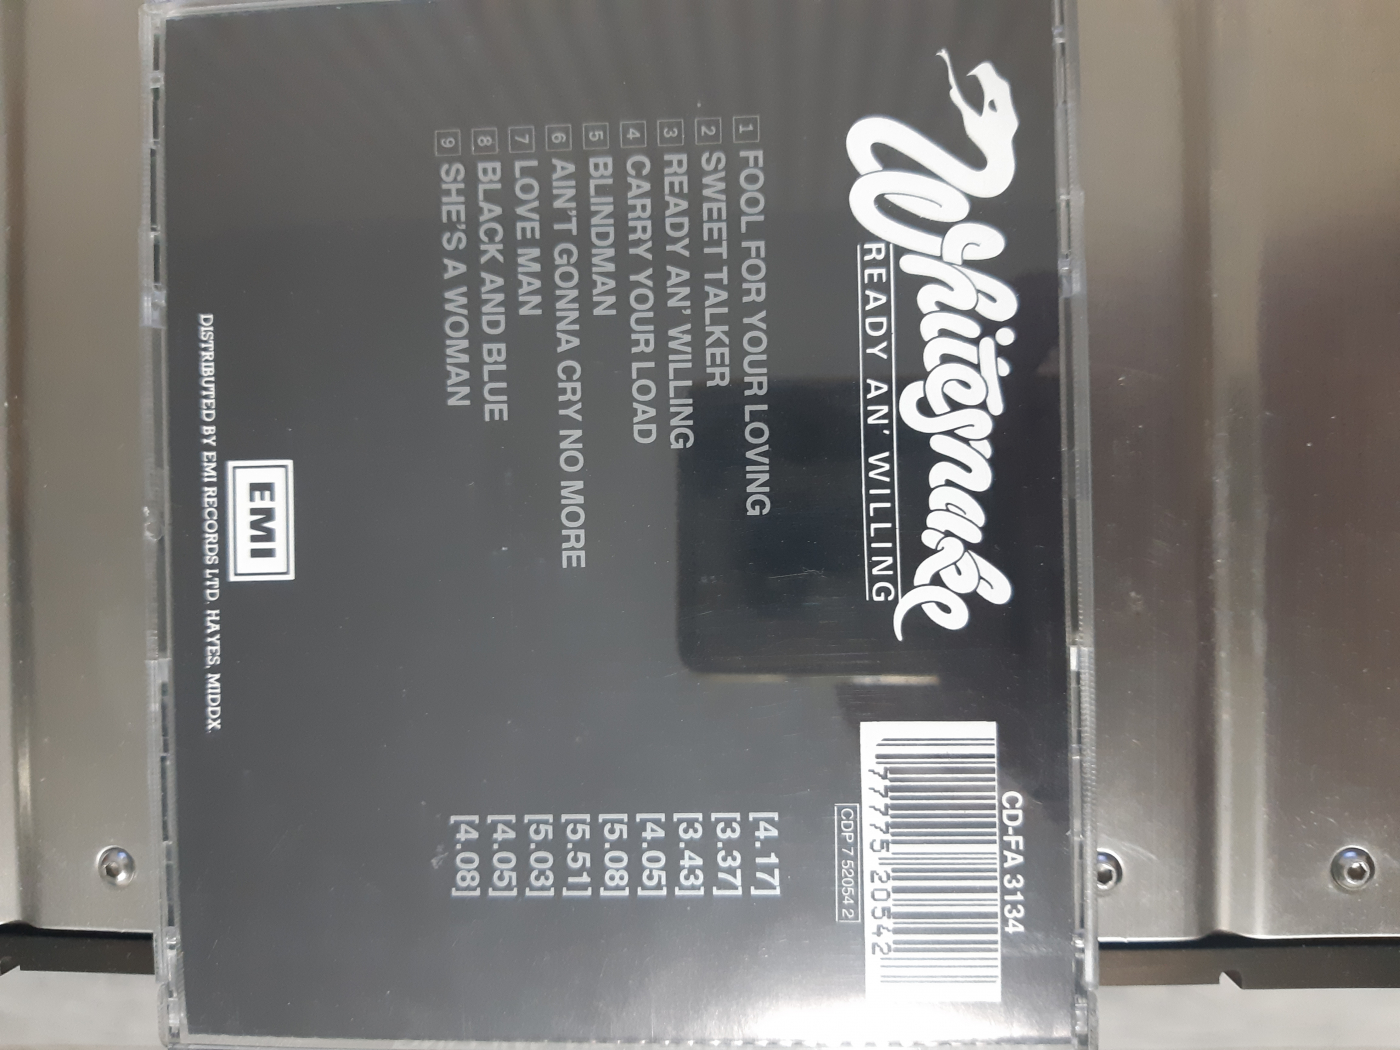 Whitesnake
READY AN' WILLING
CD-FA 3134
77775 20542
CDP 7 52054 2
1 FOOL FOR YOUR LOVING [4.17]
2 SWEET TALKER [3.37]
3 READY AN' WILLING [3.43]
4 CARRY YOUR LOAD [4.05]
5 BLINDMAN [5.08]
6 AIN'T GONNA CRY NO MORE [5.51]
7 LOVE MAN [5.03]
8 BLACK AND BLUE [4.05]
9 SHE'S A WOMAN [4.08]
EMI
DISTRIBUTED BY EMI RECORDS LTD. HAYES. MIDDX.